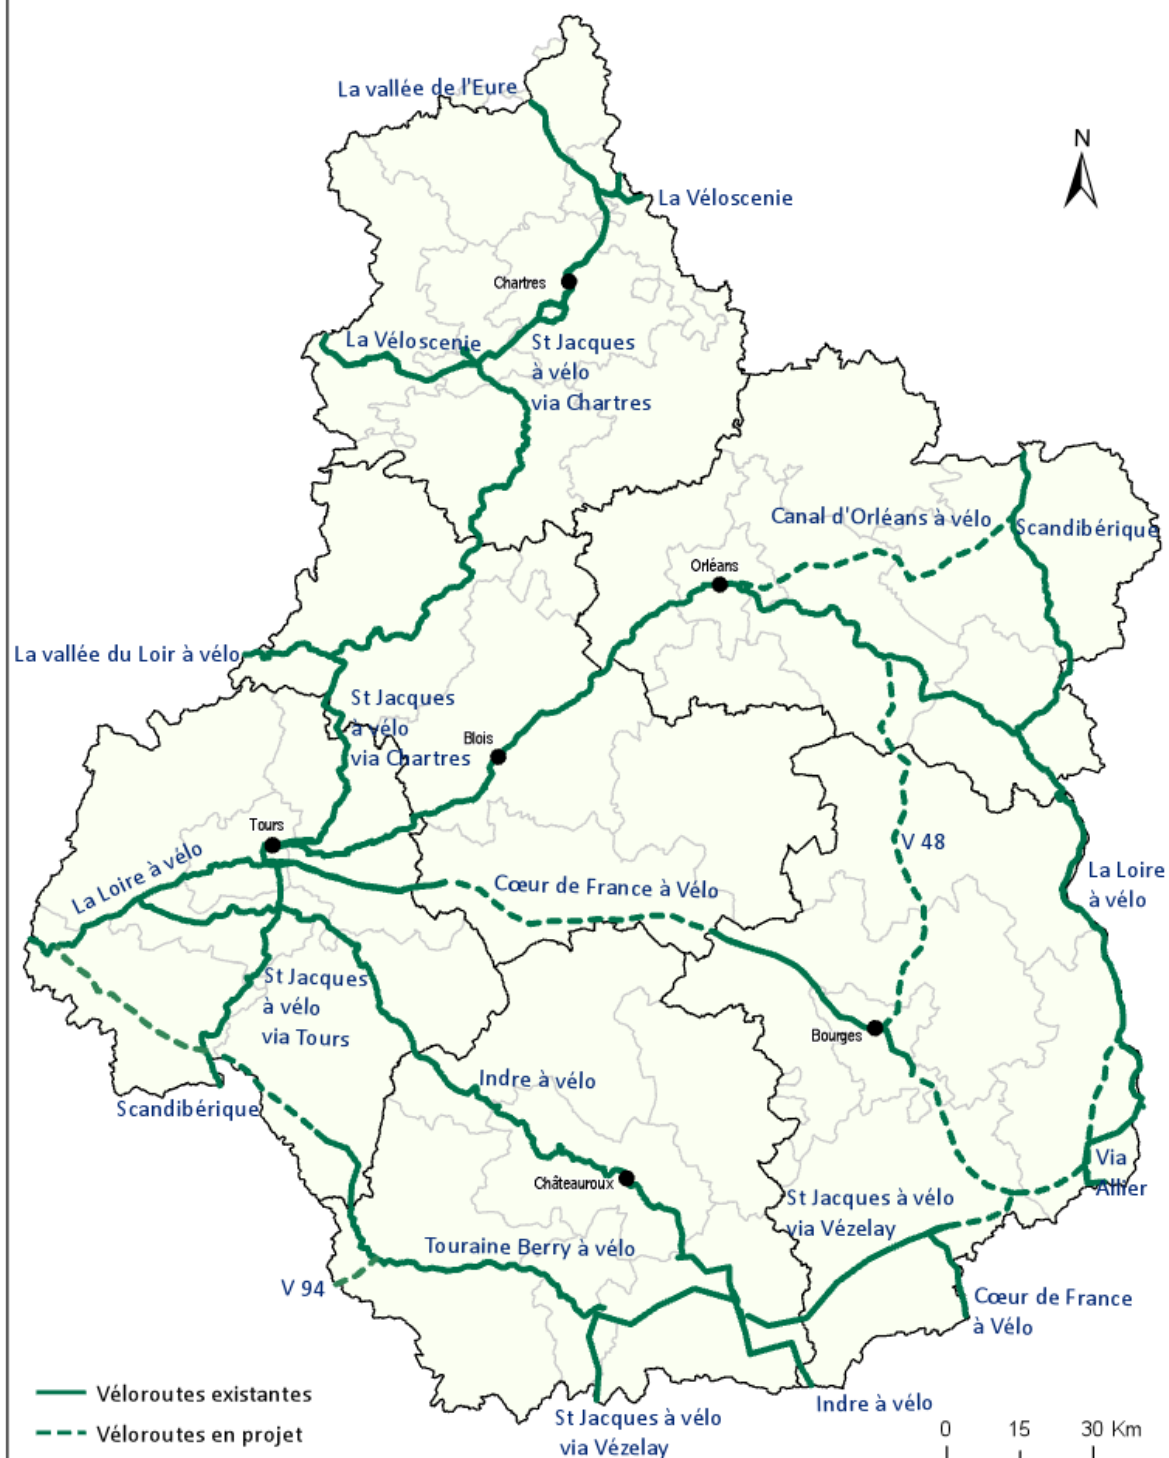 La vallée de l'Eure
N
La Véloscenie
Chartres
La Véloscenie
St Jacques
à vélo
via Chartres
Canal d'Orléans à vélo
Scandibérique
Orléans
La vallée du Loir à vélo
St Jacques
à vélo
via Chartres
Blois
Tours
V 48
La Loire à vélo
La Loire
à vélo
Cœur de France à Vélo
St Jacques
à vélo
via Tours
Bourges
Indre à vélo
Scandibérique
Via
Allier
Châteauroux
St Jacques à vélo
via Vézelay
Touraine Berry à vélo
V 94
Cœur de France
à Vélo
Véloroutes existantes
Indre à vélo
St Jacques à vélo
via Vézelay
Véloroutes en projet
0 15 30 Km